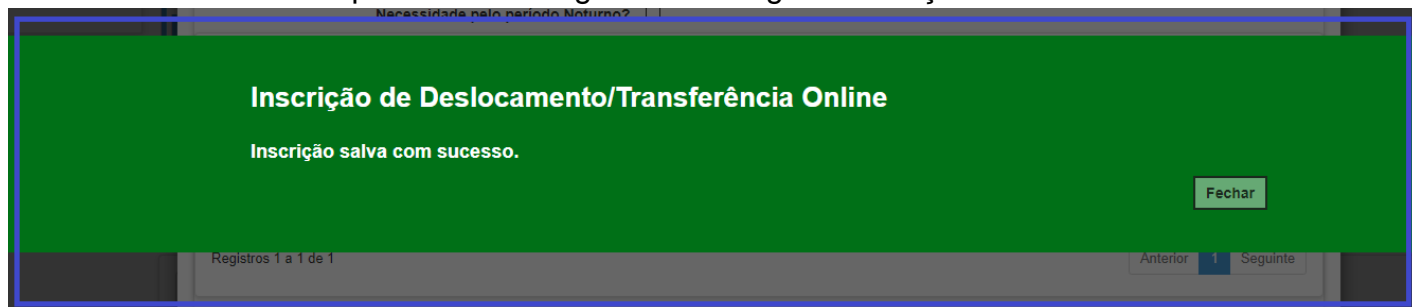 Necessidade pelo período Noturno?
Inscrição de Deslocamento/Transferência Online
Inscrição salva com sucesso.
Fechar
Registros 1 a 1 de 1
Anterior 1 Seguinte